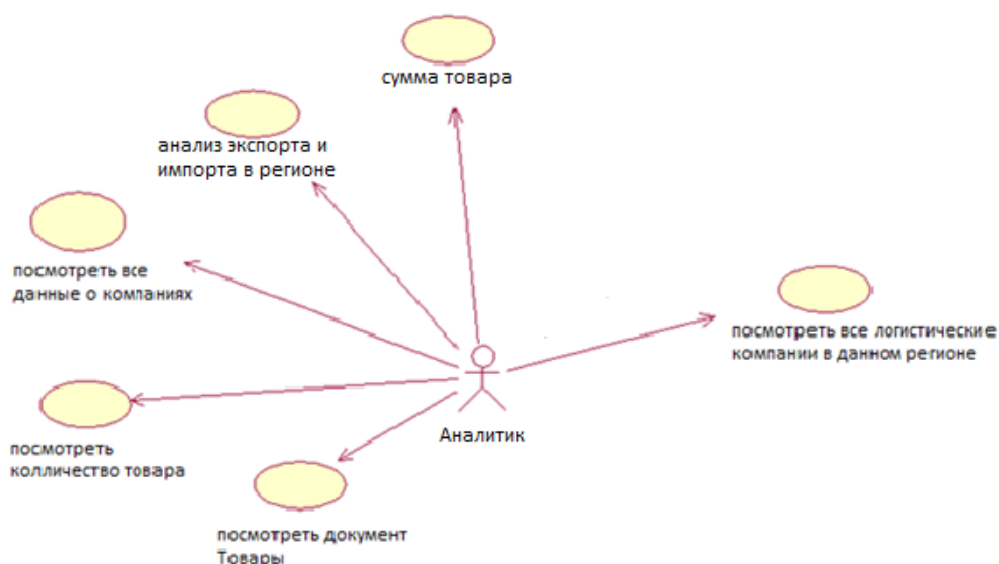 сумма товара
анализ экспорта и
импорта в регионе
посмотреть все
данные о компаниях
посмотреть все логистические
компании в данном регионе
Аналитик
посмотреть
колличество товара
посмотреть документ
Товары